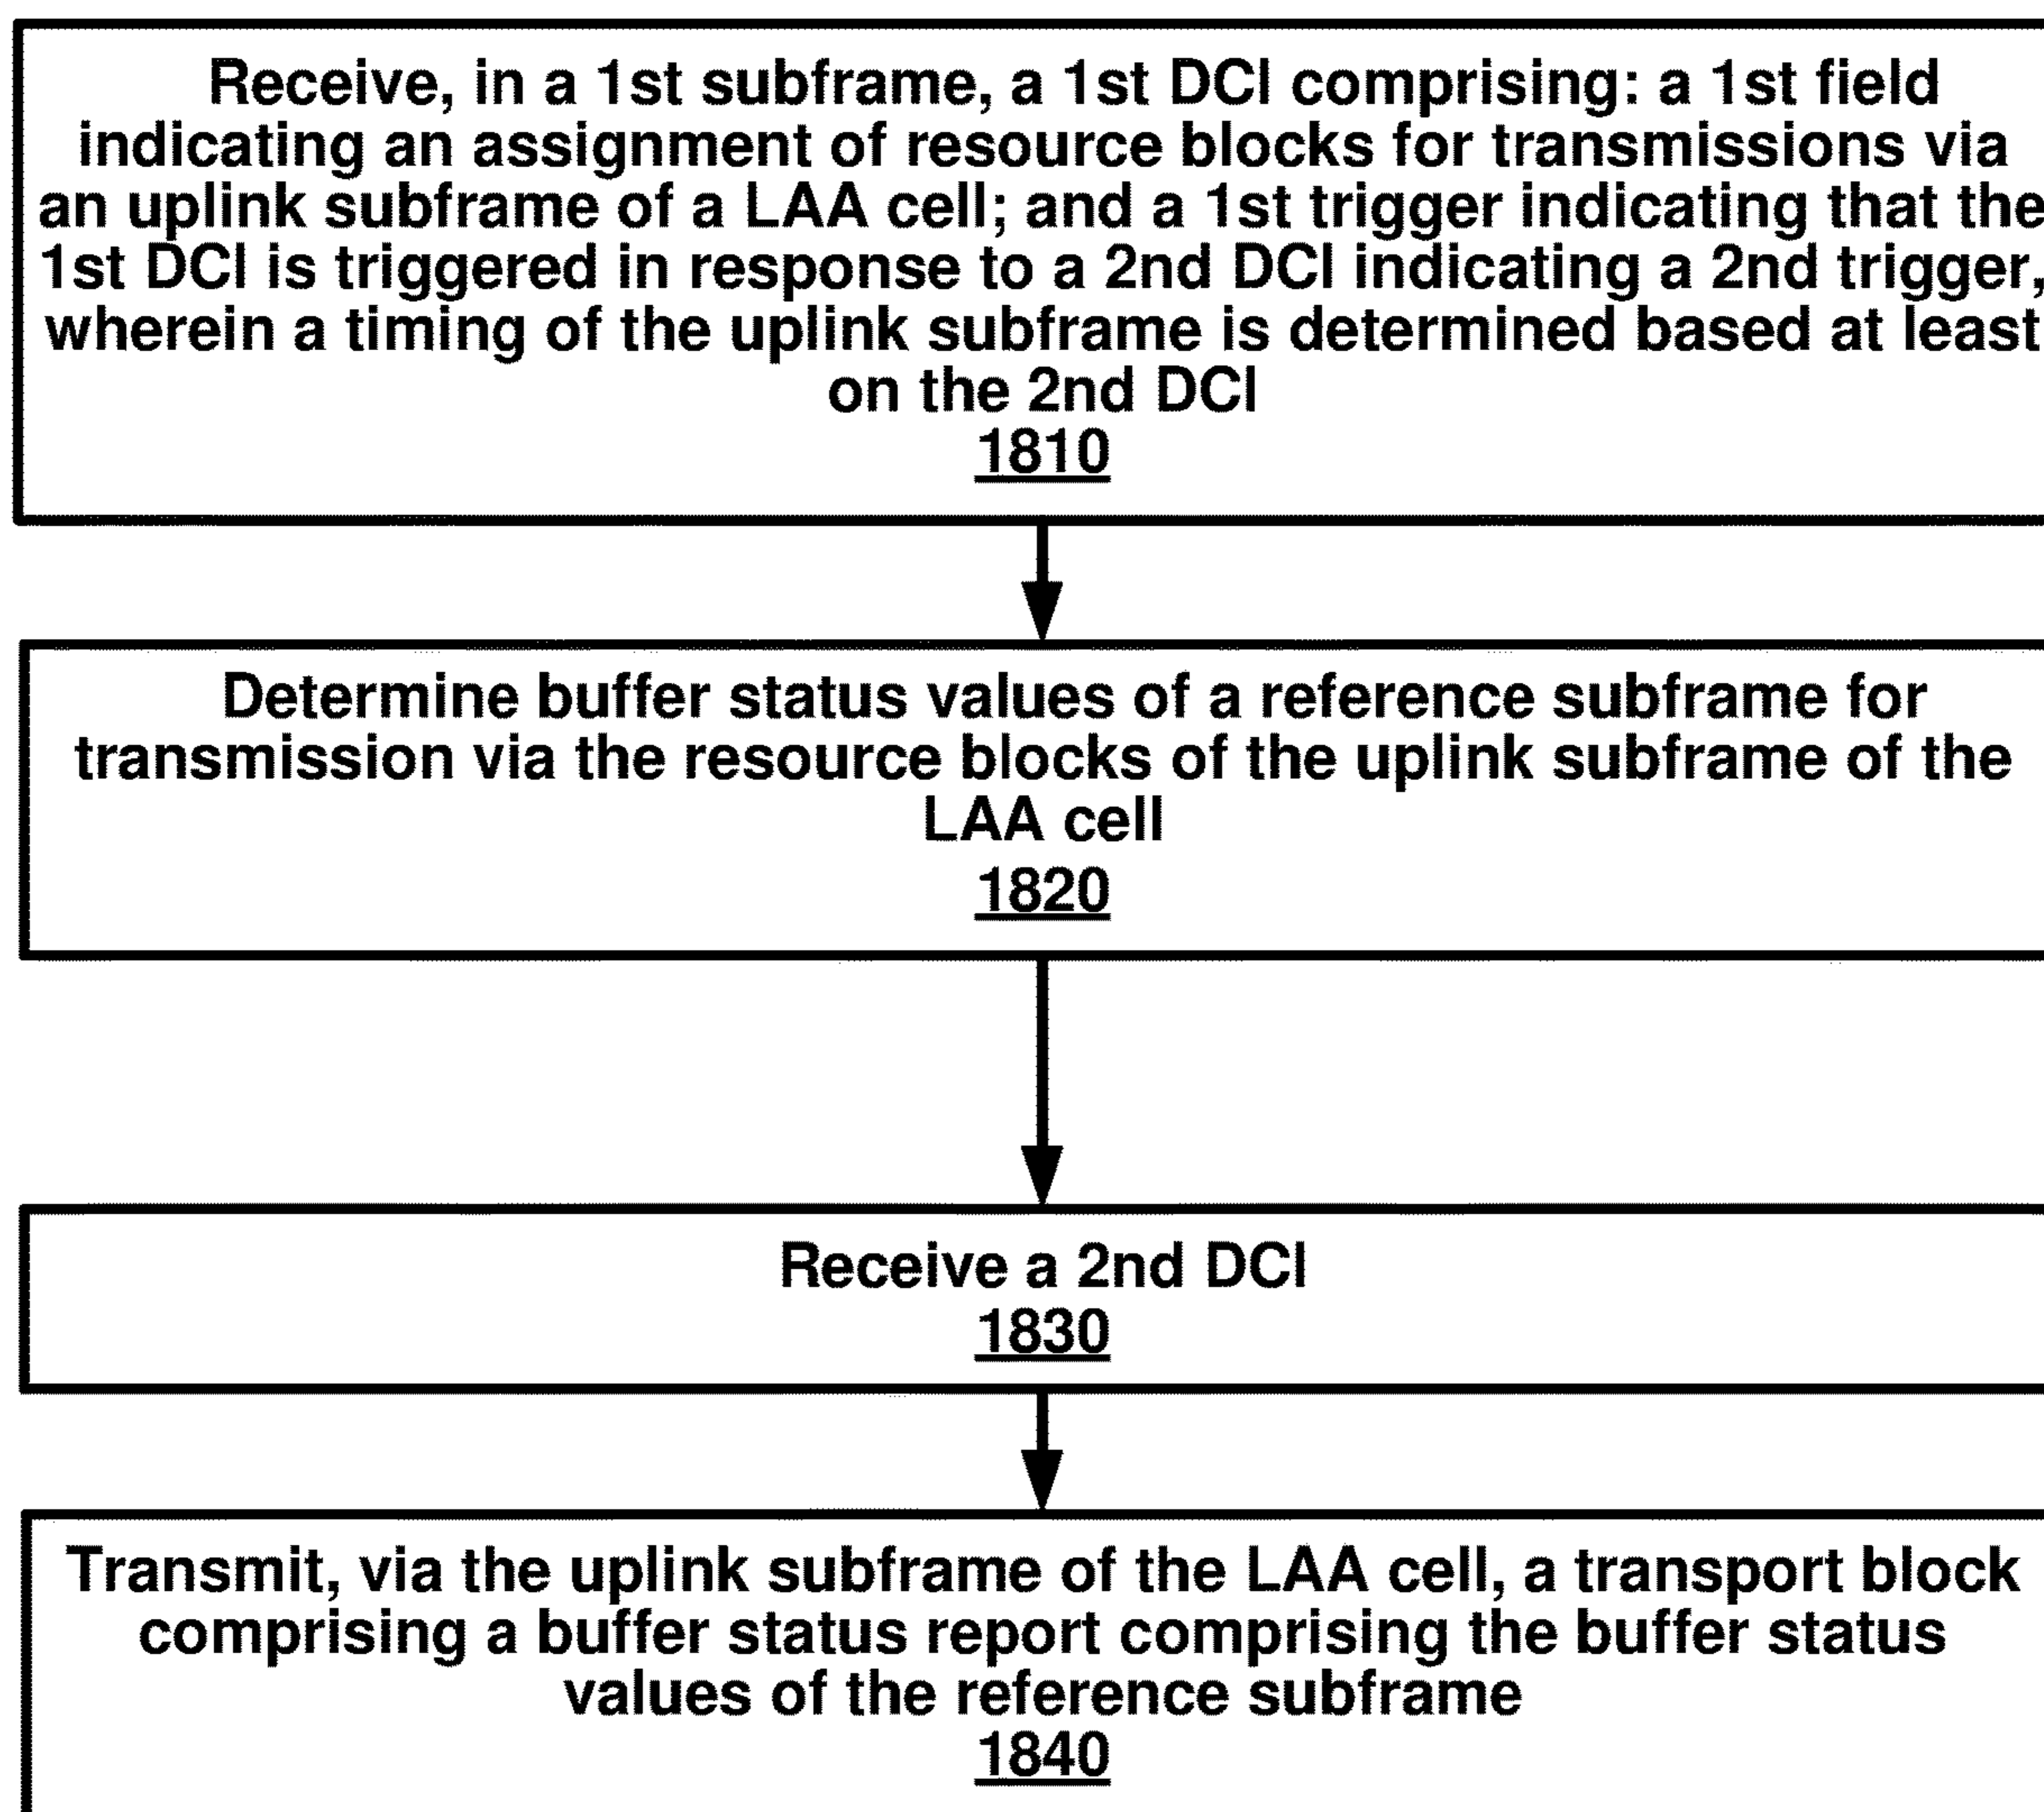 Receive, in a 1st subframe, a 1st DCI comprising: a 1st field
indicating an assignment of resource blocks for transmissions via
an uplink subframe of a LAA cell; and a 1st trigger indicating that the
1st DCI is triggered in response to a 2nd DCI indicating a 2nd trigger,
wherein a timing of the uplink subframe is determined based at least
on the 2nd DCI
1810
Determine buffer status values of a reference subframe for
transmission via the resource blocks of the uplink subframe of the
LAA cell
1820
Receive a 2nd DCI
1830
Transmit, via the uplink subframe of the LAA cell, a transport block
comprising a buffer status report comprising the buffer status
values of the reference subframe
1840